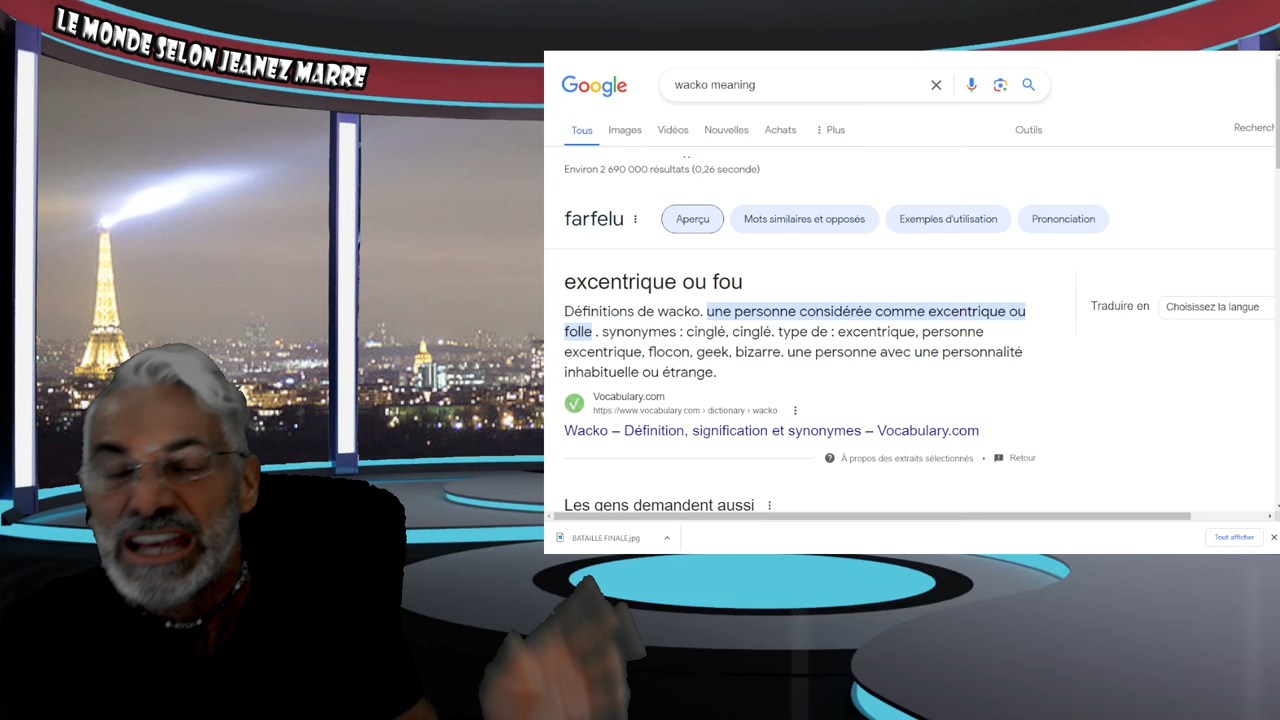 LE MONDE SELON JEANEZ MARRE
Google
wacko meaning
Tous Images Vidéos Nouvelles Achats Plus Outils
Recherch
Environ 2 690 000 résultats (0,26 seconde)
farfelu Aperçu Mots similaires et opposés Exemples d'utilisation Prononciation
excentrique ou fou
Définitions de wacko. une personne considérée comme excentrique ou
folle . synonymes : cinglé, cinglé. type de : excentrique, personne
excentrique, flocon, geek, bizarre. une personne avec une personnalité
inhabituelle ou étrange.
Traduire en Choisissez la langue
Vocabulary.com
https://www.vocabulary.com › dictionary › wacko
Wacko – Définition, signification et synonymes – Vocabulary.com
À propos des extraits sélectionnés • Retour
Les gens demandent aussi
BATAILLE FINALE.jpg
Tout afficher